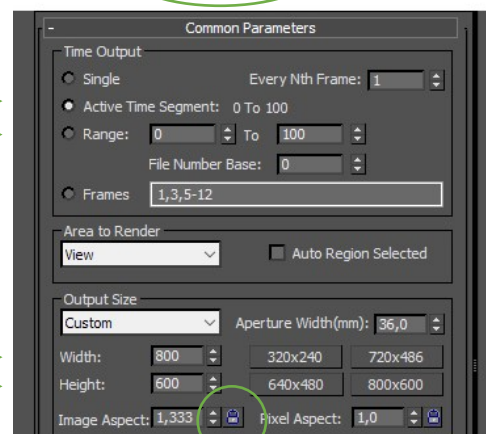 - Common Parameters
Time Output
Single Every Nth Frame: 1
Active Time Segment: 0 To 100
Range: 0 To 100
File Number Base: 0
Frames 1,3,5-12
Area to Render
View Auto Region Selected
Output Size
Custom Aperture Width(mm): 36,0
Width: 800 320x240 720x486
Height: 600 640x480 800x600
Image Aspect: 1,333 Pixel Aspect: 1,0